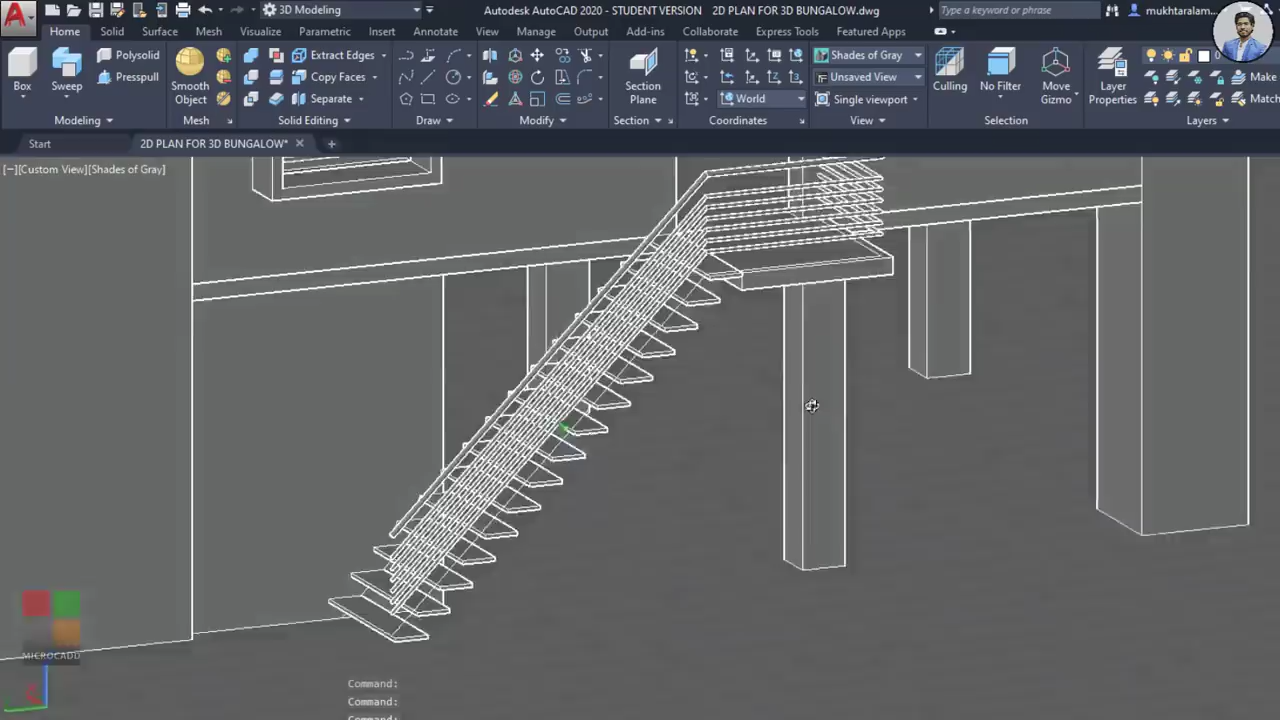 A
3D Modeling
Autodesk AutoCAD 2020 - STUDENT VERSION 2D PLAN FOR 3D BUNGALOW.dwg
Type a keyword or phrase
mukhtaralam...
Home Solid Surface Mesh Visualize Parametric Insert Annotate View Manage Output Add-ins Collaborate Express Tools Featured Apps
Polysolid
Presspull
Box
Sweep
Smooth
Object
Extract Edges
Copy Faces
Separate
World
Section
Plane
Shades of Gray
Unsaved View
Single viewport
Culling
No Filter
Move
Gizmo
Layer
Properties
Make
Match
Modeling Mesh Solid Editing Draw Modify Section Coordinates View Selection Layers
Start
2D PLAN FOR 3D BUNGALOW*
[−][Custom View][Shades of Gray]
MICROCADD
Command:
Command:
Command: